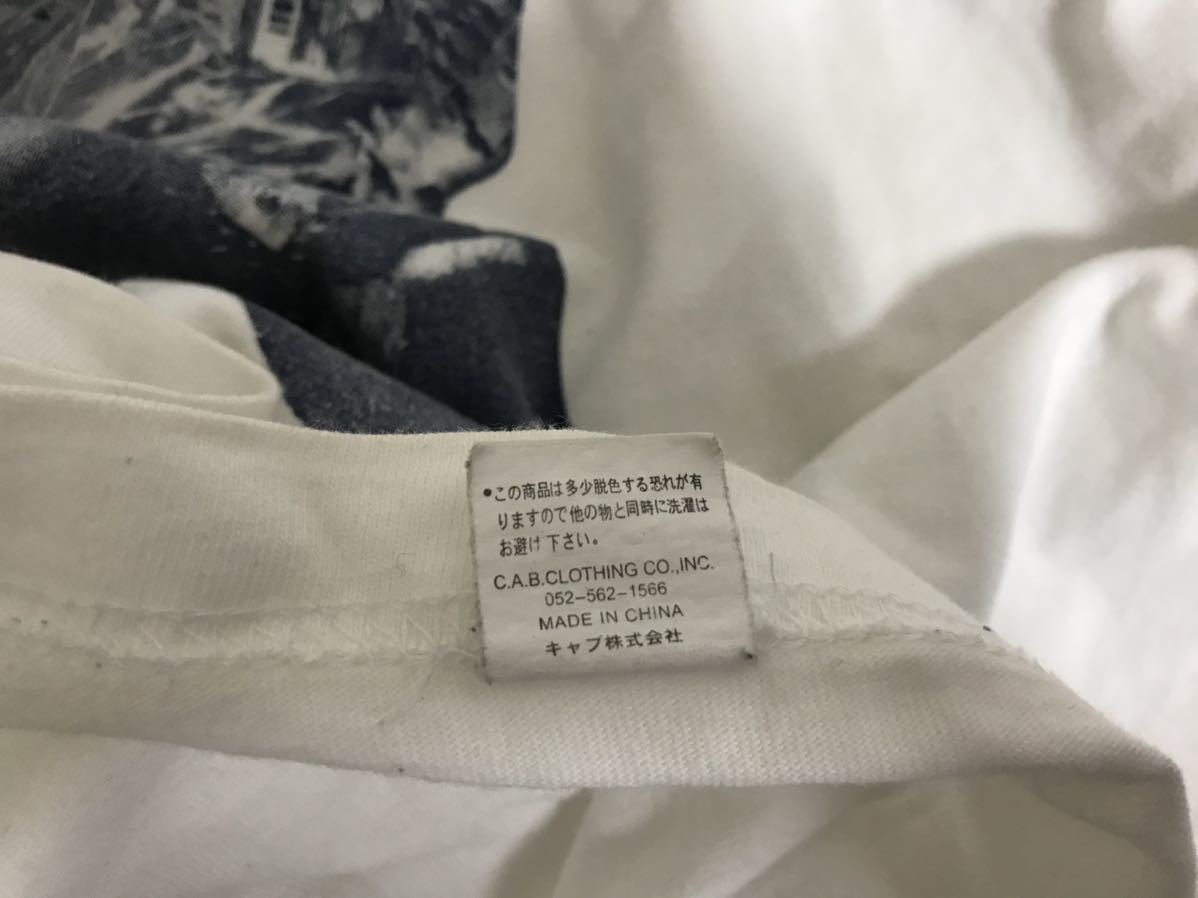 •この商品は多少脱色する恐れが有
りますので他の物と同時に洗濯は
お避け下さい。
C.A.B.CLOTHING CO.,INC.
052-562-1566
MADE IN CHINA
キャブ株式会社